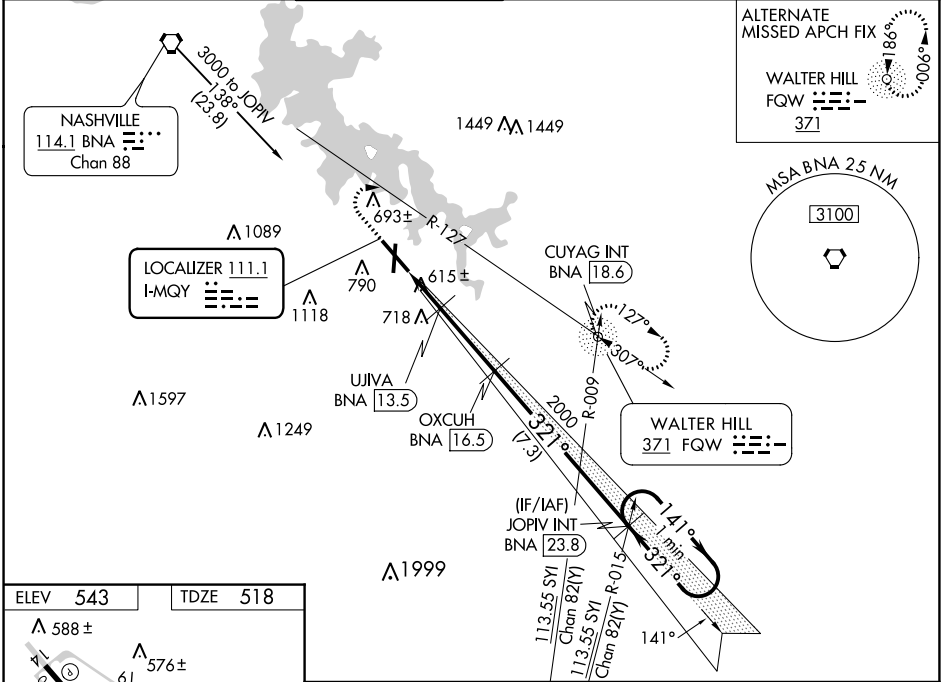 ALTERNATE
MISSED APCH FIX
186°
006°
WALTER HILL
FQW
371
3000 to JOPIV
138°
(23.8)
NASHVILLE
114.1 BNA
Chan 88
1449
1449
MSA BNA 25 NM
3100
693±
R-127
1089
LOCALIZER 111.1
I-MQY
790
615±
1118
718
CUYAG INT
BNA 18.6
127°
307°
UJIVA
BNA 13.5
1597
OXCUH
BNA 16.5
1249
2000
321°
(7.3)
R-009
WALTER HILL
371 FQW
(IF/IAF)
JOPIV INT
BNA 23.8
141°
1 min
321°
1999
113.55 SYI
Chan 82(Y)
113.55 SYI
Chan 82(Y)
R-015
141°
ELEV 543
TDZE 518
588±
576±
P